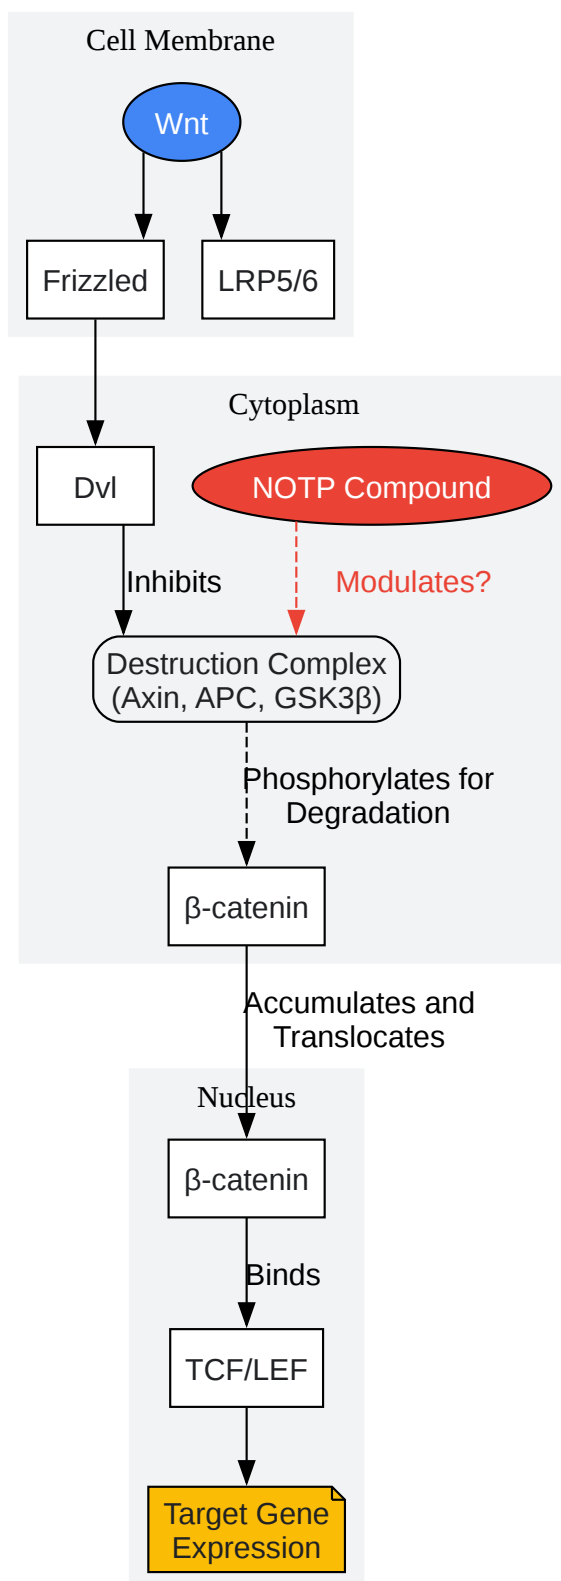 Cell Membrane
Wnt
Frizzled
LRP5/6
Cytoplasm
Dvl
NOTP Compound
Inhibits
Modulates?
Destruction Complex
(Axin, APC, GSK3β)
Phosphorylates for
Degradation
β-catenin
Accumulates and
Translocates
Nucleus
β-catenin
Binds
TCF/LEF
Target Gene
Expression